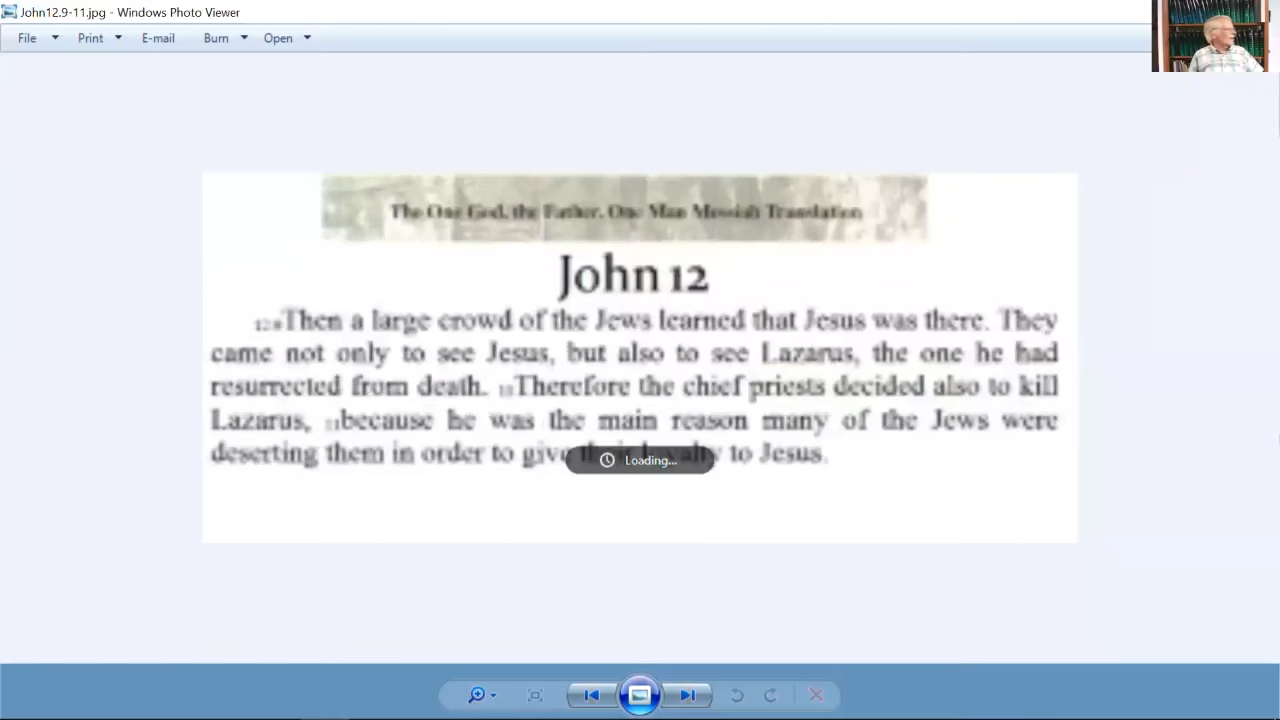 John12.9-11.jpg - Windows Photo Viewer
File Print E-mail Burn Open
The One God, the Father, One Man Messiah Translation
John 12
12:9Then a large crowd of the Jews learned that Jesus was there. They
came not only to see Jesus, but also to see Lazarus, the one he had
resurrected from death. 10Therefore the chief priests decided also to kill
Lazarus, 11because he was the main reason many of the Jews were
deserting them in order to give their loyalty to Jesus.
Loading...